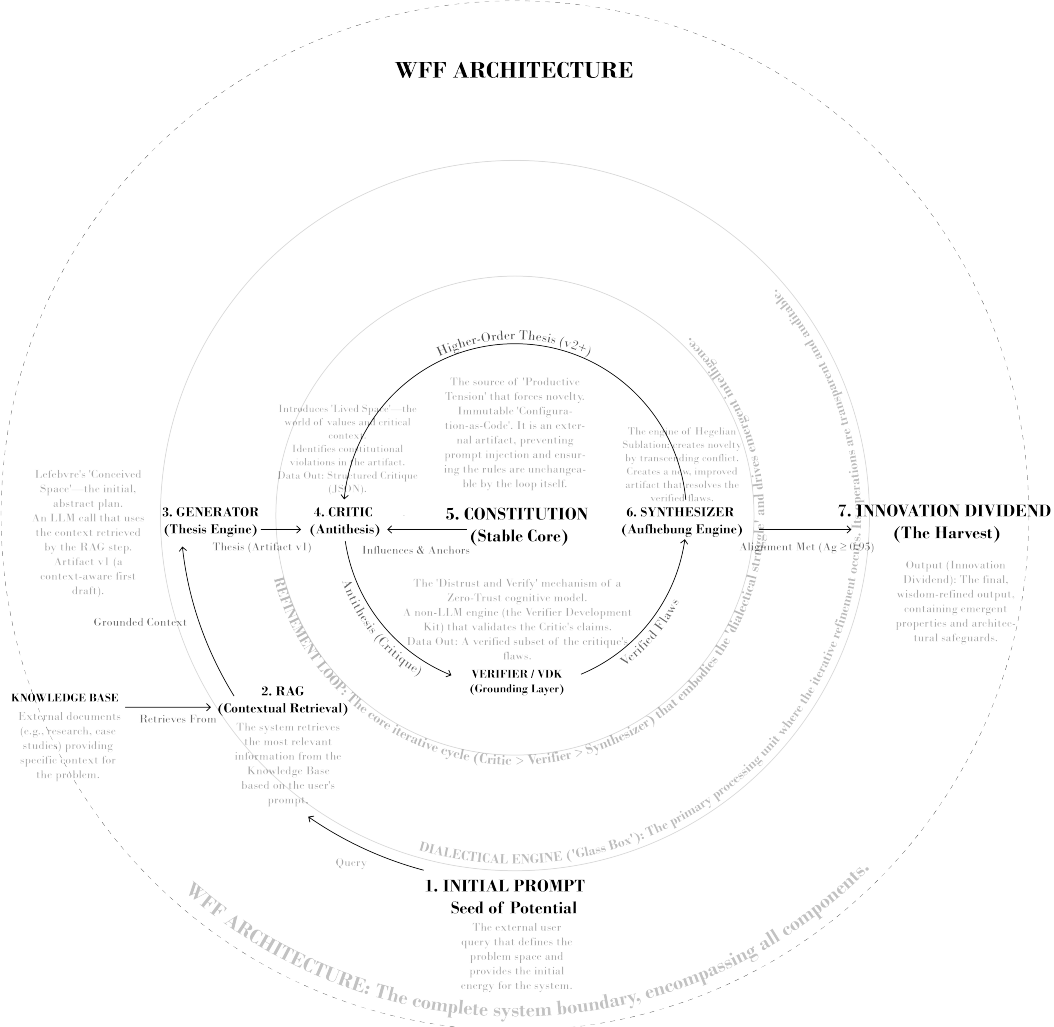 WFF ARCHITECTURE
Higher-Order Thesis (v2+)
The source of 'Productive
Tension' that forces novelty.
Immutable 'Configura-
tion-as-Code'. It is an exter-
nal artifact, preventing
prompt injection and ensur-
ing the rules are unchangea-
ble by the loop itself.
Introduces 'Lived Space'—the
world of values and critical
context.
Identifies constitutional
violations in the artifact.
Data Out: Structured Critique
(JSON).
The engine of Hegelian
Sublation; creates novelty
by transcending conflict.
Creates a new, improved
artifact that resolves the
verified flaws.
Lefebvre's 'Conceived
Space'—the initial,
abstract plan.
An LLM call that uses
the context retrieved
by the RAG step.
Artifact v1 (a
context-aware first
draft).
3. GENERATOR
(Thesis Engine)
4. CRITIC
(Antithesis)
5. CONSTITUTION
(Stable Core)
6. SYNTHESIZER
(Aufhebung Engine)
7. INNOVATION DIVIDEND
(The Harvest)
Thesis (Artifact v1)
Influences & Anchors
Alignment Met (Ag ≥ 0.95)
Output (Innovation
Dividend): The final,
wisdom-refined output,
containing emergent
properties and architec-
tural safeguards.
The 'Distrust and Verify' mechanism of a
Zero-Trust cognitive model.
A non-LLM engine (the Verifier Development
Kit) that validates the Critic's claims.
Data Out: A verified subset of the critique's
flaws.
Antithesis (Critique)
Verified Flaws
VERIFIER / VDK
(Grounding Layer)
Grounded Context
KNOWLEDGE BASE
External documents
(e.g., research, case
studies) providing
specific context for
the problem.
Retrieves From
2. RAG
(Contextual Retrieval)
The system retrieves
the most relevant
information from the
Knowledge Base
based on the user's
prompt.
REFINEMENT LOOP: The core iterative cycle (Critic > Verifier > Synthesizer) that embodies the 'dialectical struggle' and drives emergent intelligence.
DIALECTICAL ENGINE ('Glass Box'): The primary processing unit where the iterative refinement occurs. Its operations are transparent and auditable.
Query
1. INITIAL PROMPT
Seed of Potential
The external user
query that defines the
problem space and
provides the initial
energy for the system.
WFF ARCHITECTURE: The complete system boundary, encompassing all components.